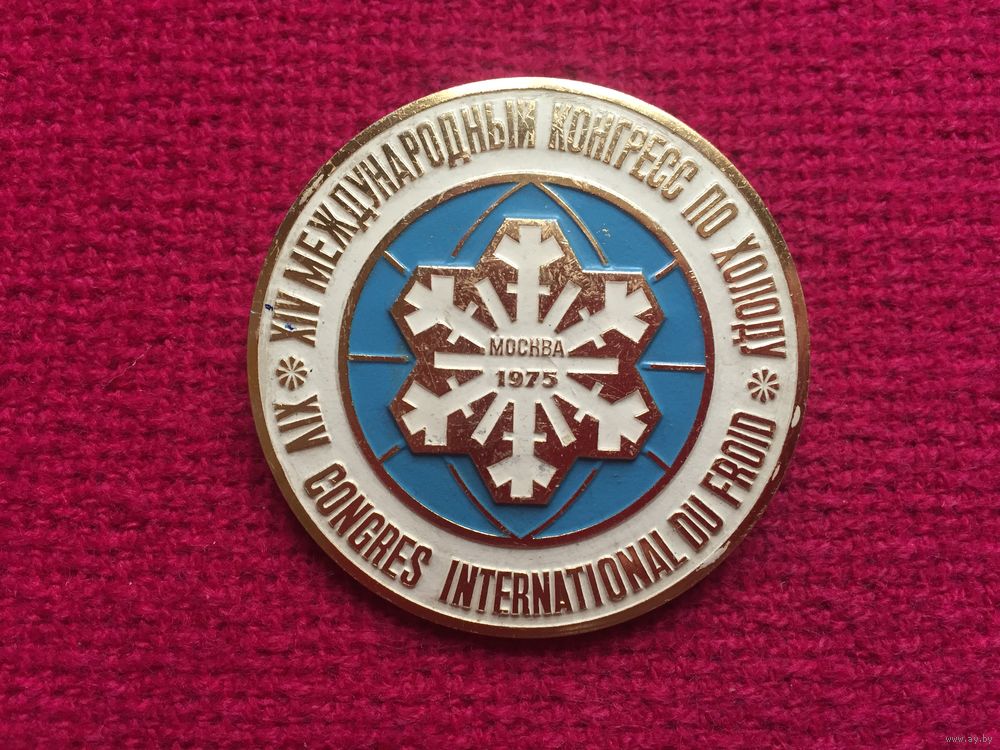 XIV МЕЖДУНАРОДНЫЙ КОНГРЕСС ПО ХОЛОДУ
МОСКВА
1975
XIV CONGRES INTERNATIONAL DU FROID
www.ay.by